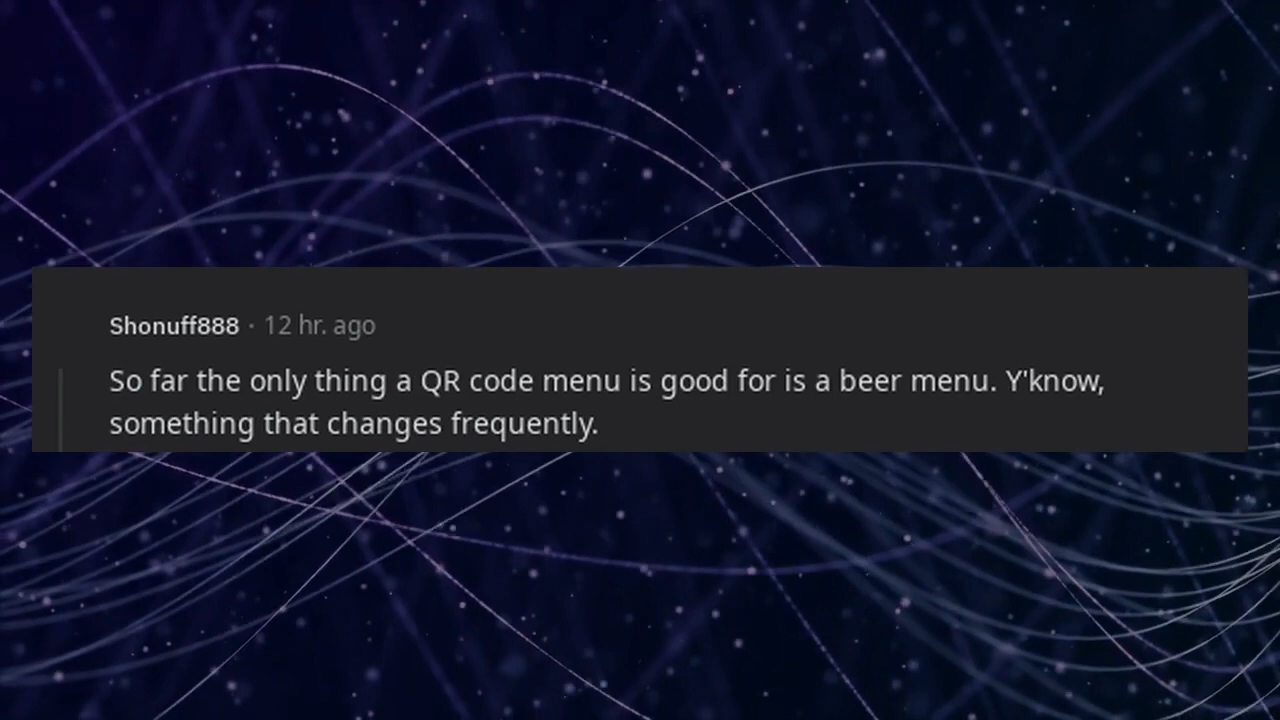 Shonuff888 · 12 hr. ago
So far the only thing a QR code menu is good for is a beer menu. Y'know,
something that changes frequently.